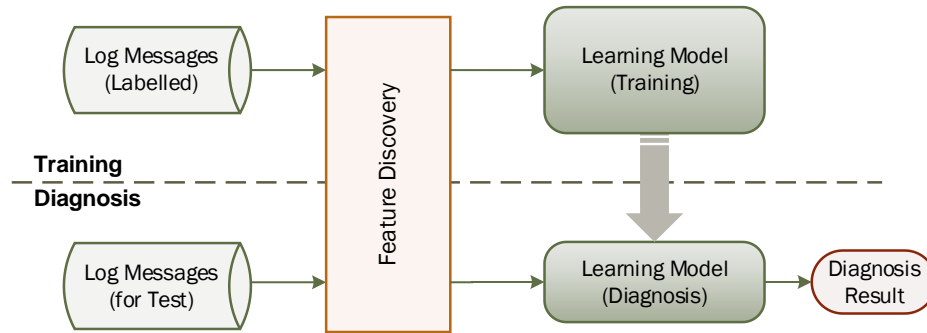 Log Messages
(Labelled)
Feature Discovery
Learning Model
(Training)
Training
Diagnosis
Log Messages
(for Test)
Learning Model
(Diagnosis)
Diagnosis
Result